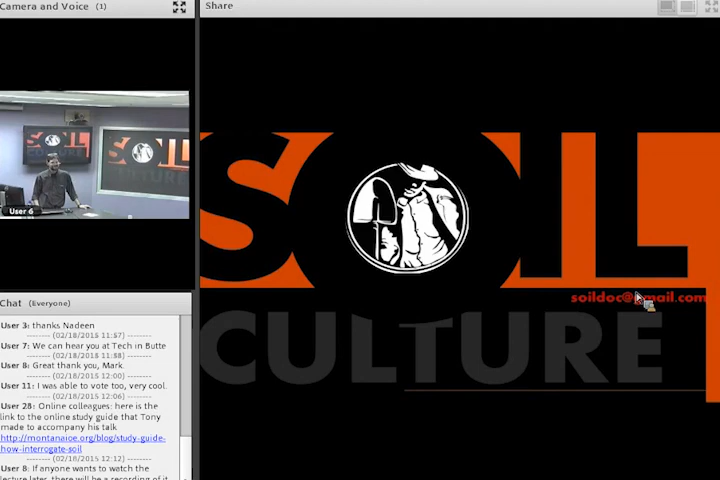 Camera and Voice (1)
Share
SOIL
CULTURE
User 6
SOIL
CULTURE
soildoc@gmail.com
Chat (Everyone)
User 3: thanks Nadeen
-------- (02/18/2015 11:57) --------
User 7: We can hear you at Tech in Butte
-------- (02/18/2015 11:58) --------
User 8: Great thank you, Mark.
-------- (02/18/2015 12:00) --------
User 11: I was able to vote too, very cool.
-------- (02/18/2015 12:06) --------
User 28: Online colleagues: here is the
link to the online study guide that Tony
made to accompany his talk
http://montanaioe.org/blog/study-guide-
how-interrogate-soil
-------- (02/18/2015 12:12) --------
User 8: If anyone wants to watch the
lecture later, there will be a recording of it